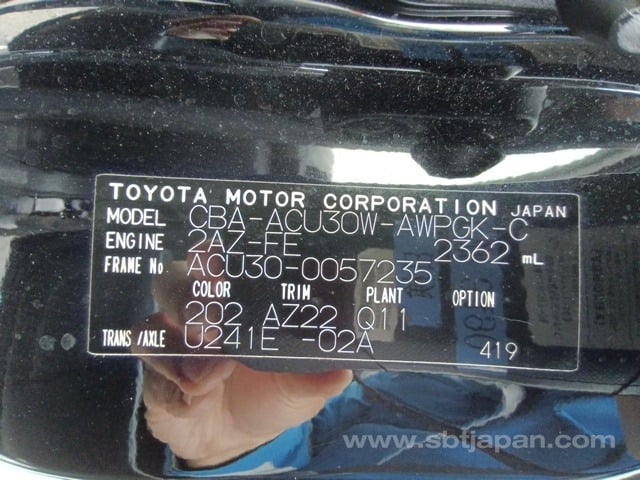 TOYOTA MOTOR CORPORATION JAPAN
MODEL CBA-ACU30W-AWPGK-C
ENGINE 2AZ-FE 2362 mL
FRAME No. ACU30-0057235
COLOR TRIM PLANT OPTION
202 AZ22 Q11
TRANS/AXLE U241E -02A 419
www.sbtjapan.com